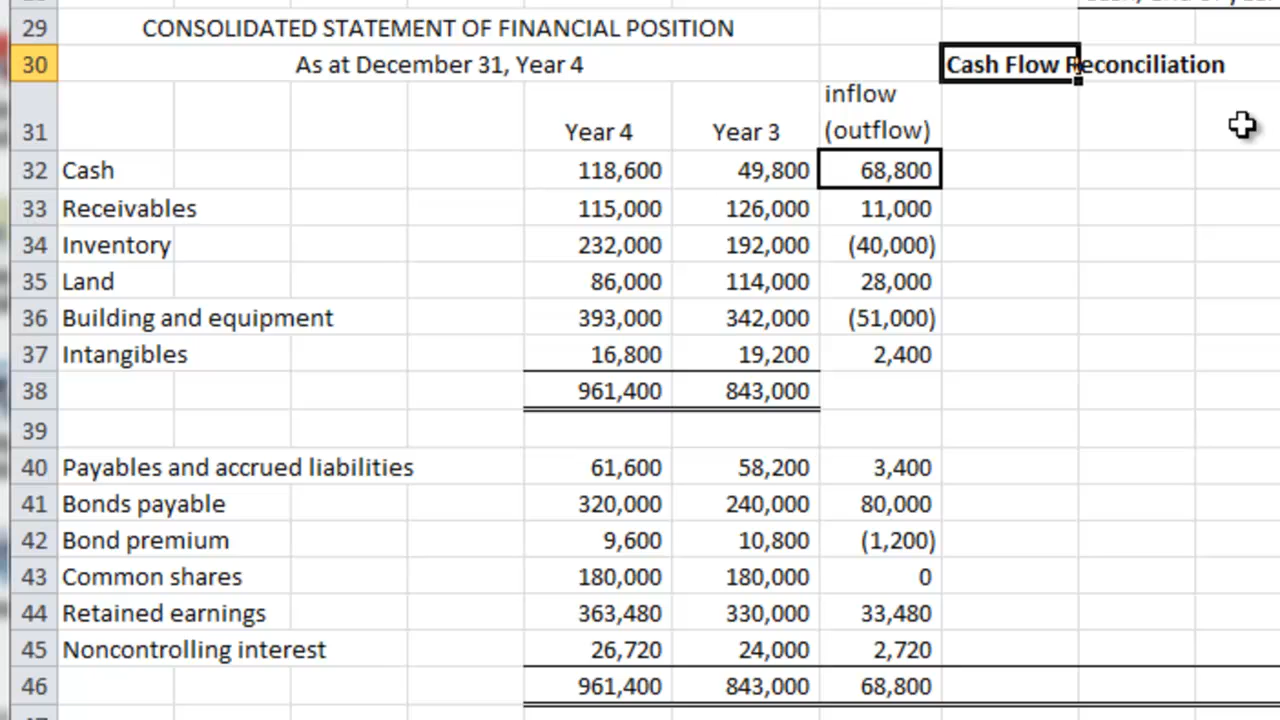 29 CONSOLIDATED STATEMENT OF FINANCIAL POSITION
30 As at December 31, Year 4 Cash Flow Reconciliation
inflow
31 Year 4 Year 3 (outflow)
32 Cash 118,600 49,800 68,800
33 Receivables 115,000 126,000 11,000
34 Inventory 232,000 192,000 (40,000)
35 Land 86,000 114,000 28,000
36 Building and equipment 393,000 342,000 (51,000)
37 Intangibles 16,800 19,200 2,400
38 961,400 843,000
39
40 Payables and accrued liabilities 61,600 58,200 3,400
41 Bonds payable 320,000 240,000 80,000
42 Bond premium 9,600 10,800 (1,200)
43 Common shares 180,000 180,000 0
44 Retained earnings 363,480 330,000 33,480
45 Noncontrolling interest 26,720 24,000 2,720
46 961,400 843,000 68,800